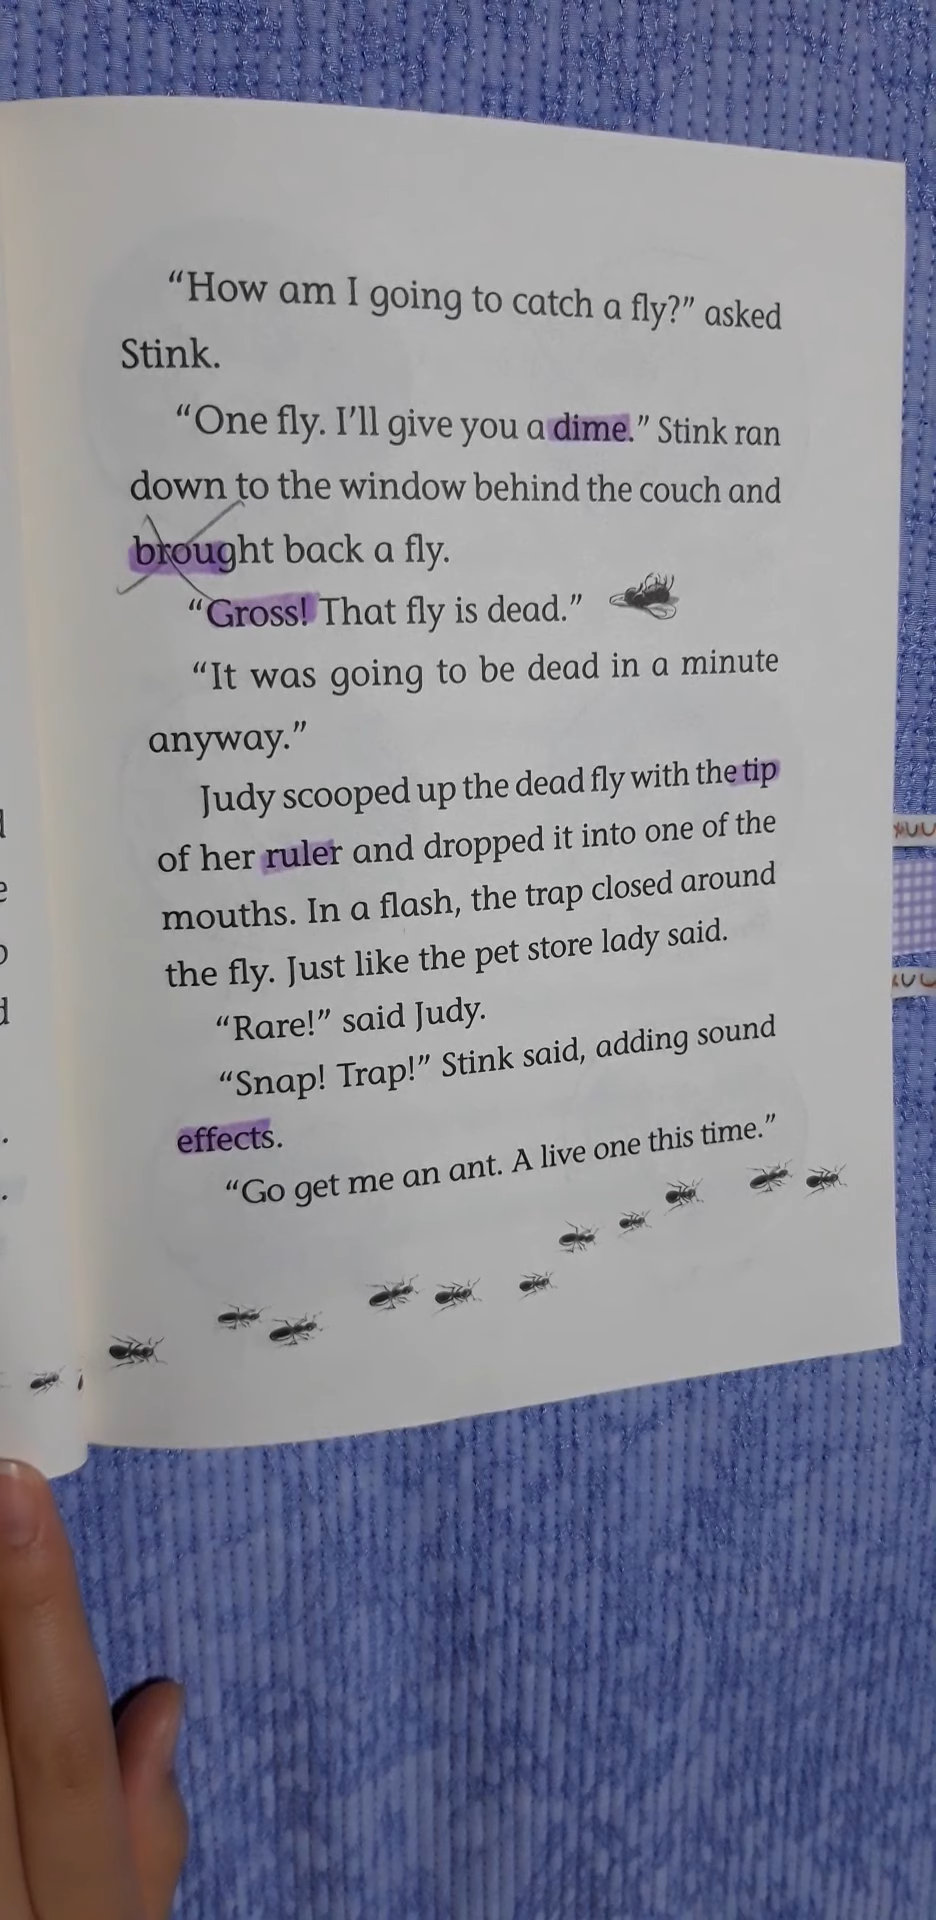 “How am I going to catch a fly?” asked
Stink.
“One fly. I’ll give you a dime.” Stink ran
down to the window behind the couch and
brought back a fly.
“Gross! That fly is dead.”
“It was going to be dead in a minute
anyway.”
Judy scooped up the dead fly with the tip
of her ruler and dropped it into one of the
mouths. In a flash, the trap closed around
the fly. Just like the pet store lady said.
“Rare!” said Judy.
“Snap! Trap!” Stink said, adding sound
effects.
“Go get me an ant. A live one this time.”